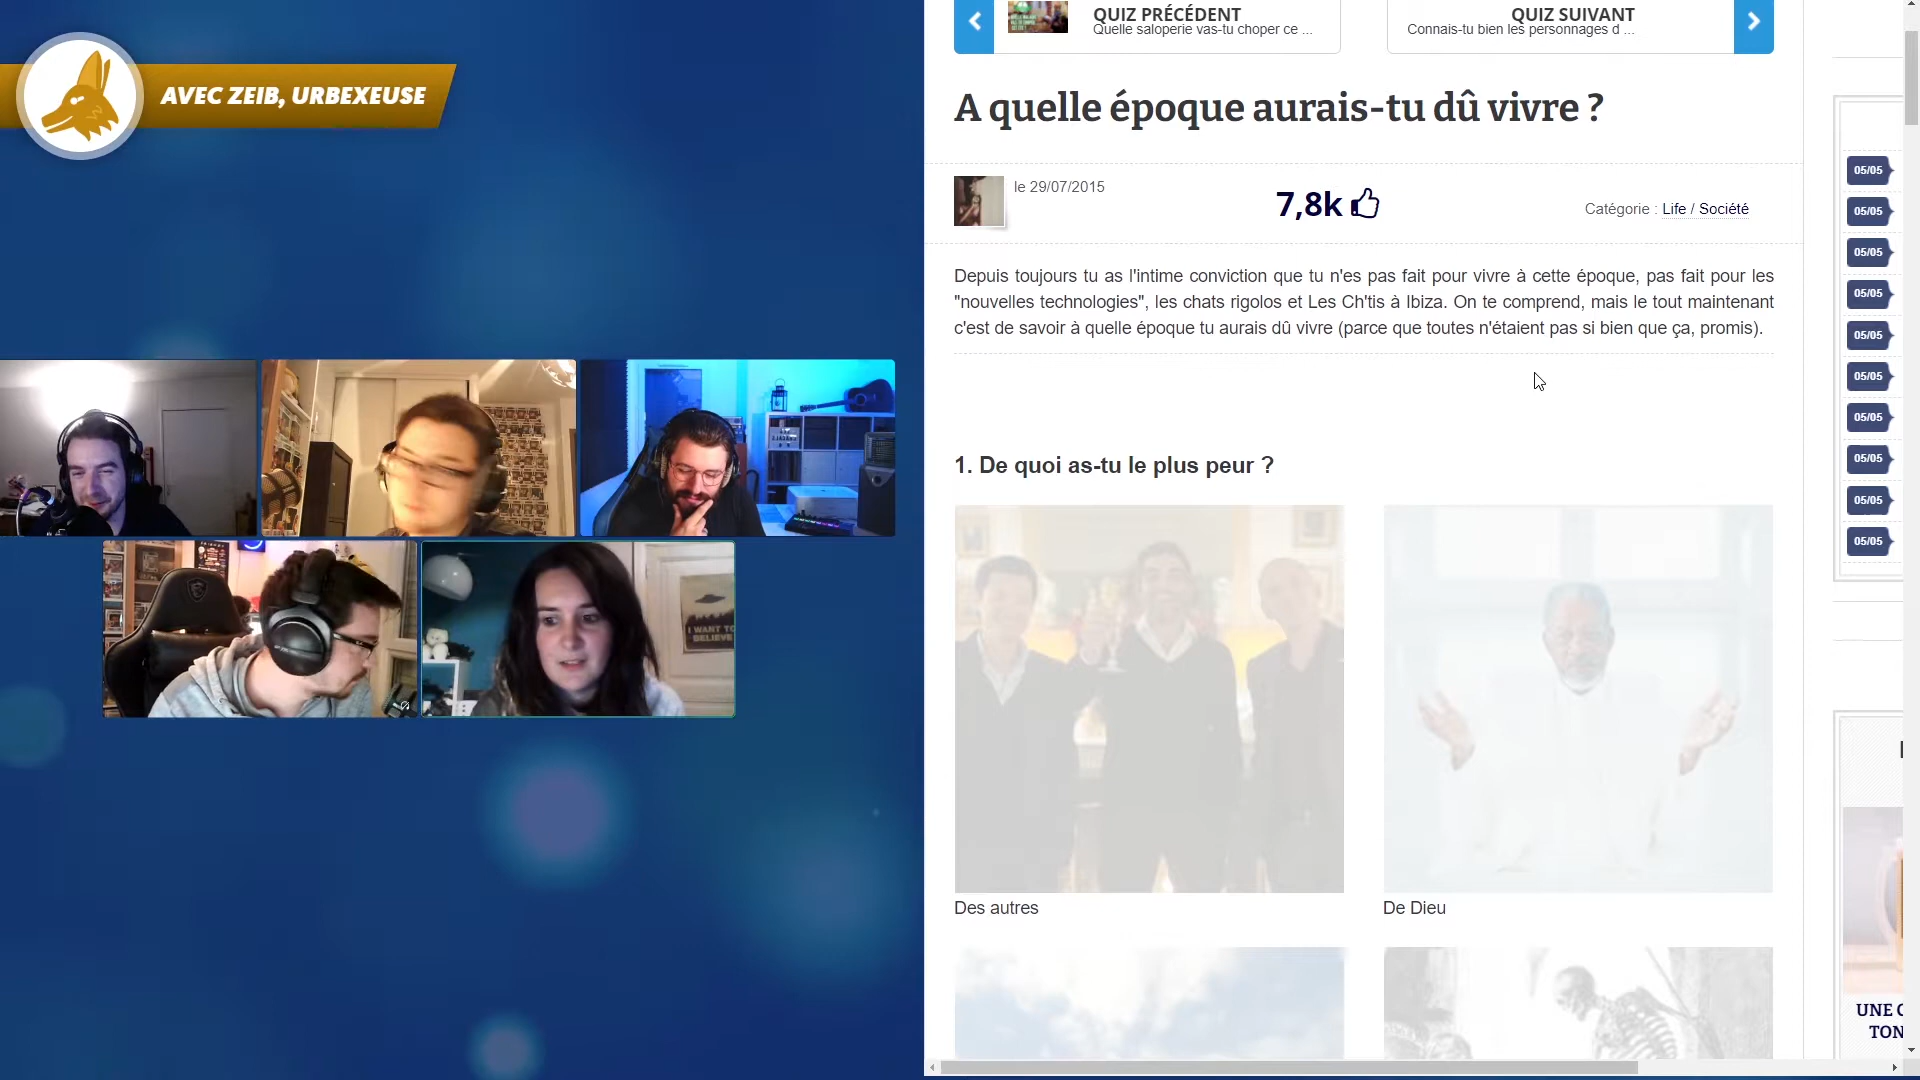 AVEC ZEIB, URBEXEUSE
I WANT TO
BELIEVE
QUIZ PRÉCÉDENT
Quelle saloperie vas-tu choper ce ...
QUIZ SUIVANT
Connais-tu bien les personnages d ...
A quelle époque aurais-tu dû vivre ?
le 29/07/2015
7,8k
Catégorie : Life / Société
Depuis toujours tu as l'intime conviction que tu n'es pas fait pour vivre à cette époque, pas fait pour les
"nouvelles technologies", les chats rigolos et Les Ch'tis à Ibiza. On te comprend, mais le tout maintenant
c'est de savoir à quelle époque tu aurais dû vivre (parce que toutes n'étaient pas si bien que ça, promis).
1. De quoi as-tu le plus peur ?
Des autres
De Dieu
05/05
05/05
05/05
05/05
05/05
05/05
05/05
05/05
05/05
05/05
UNE
TON